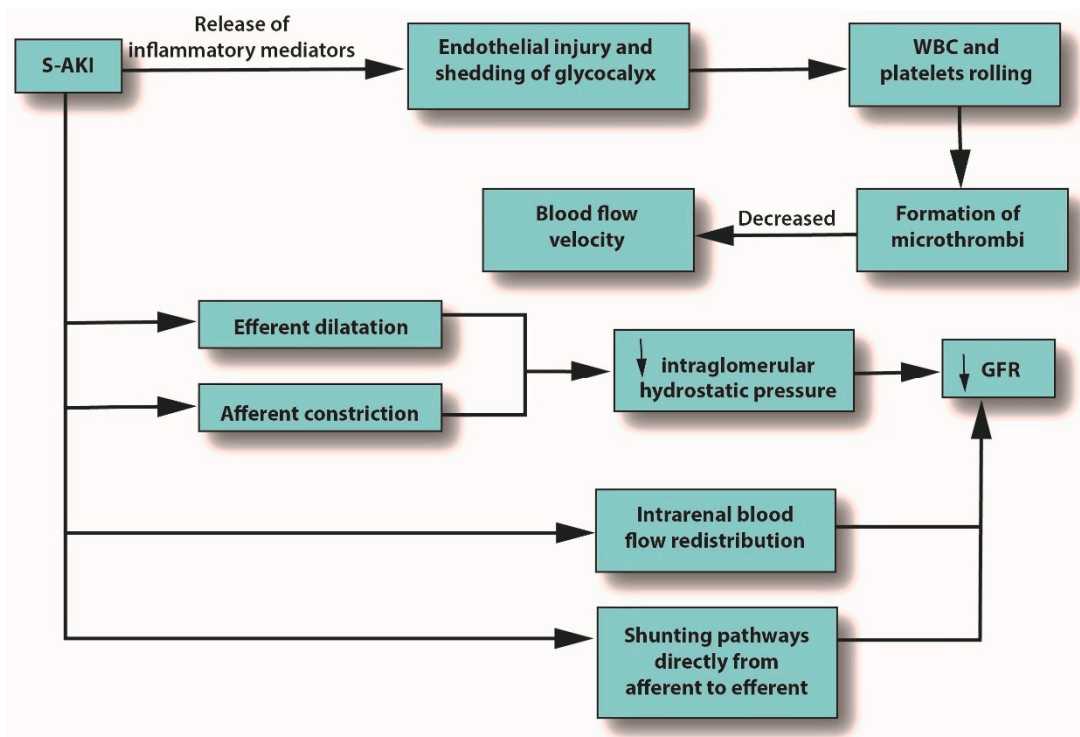 Release of
inflammatory mediators
S-AKI
Endothelial injury and
shedding of glycocalyx
WBC and
platelets rolling
Blood flow
velocity
Decreased
Formation of
microthrombi
Efferent dilatation
Afferent constriction
↓ intraglomerular
hydrostatic pressure
↓ GFR
Intrarenal blood
flow redistribution
Shunting pathways
directly from
afferent to efferent